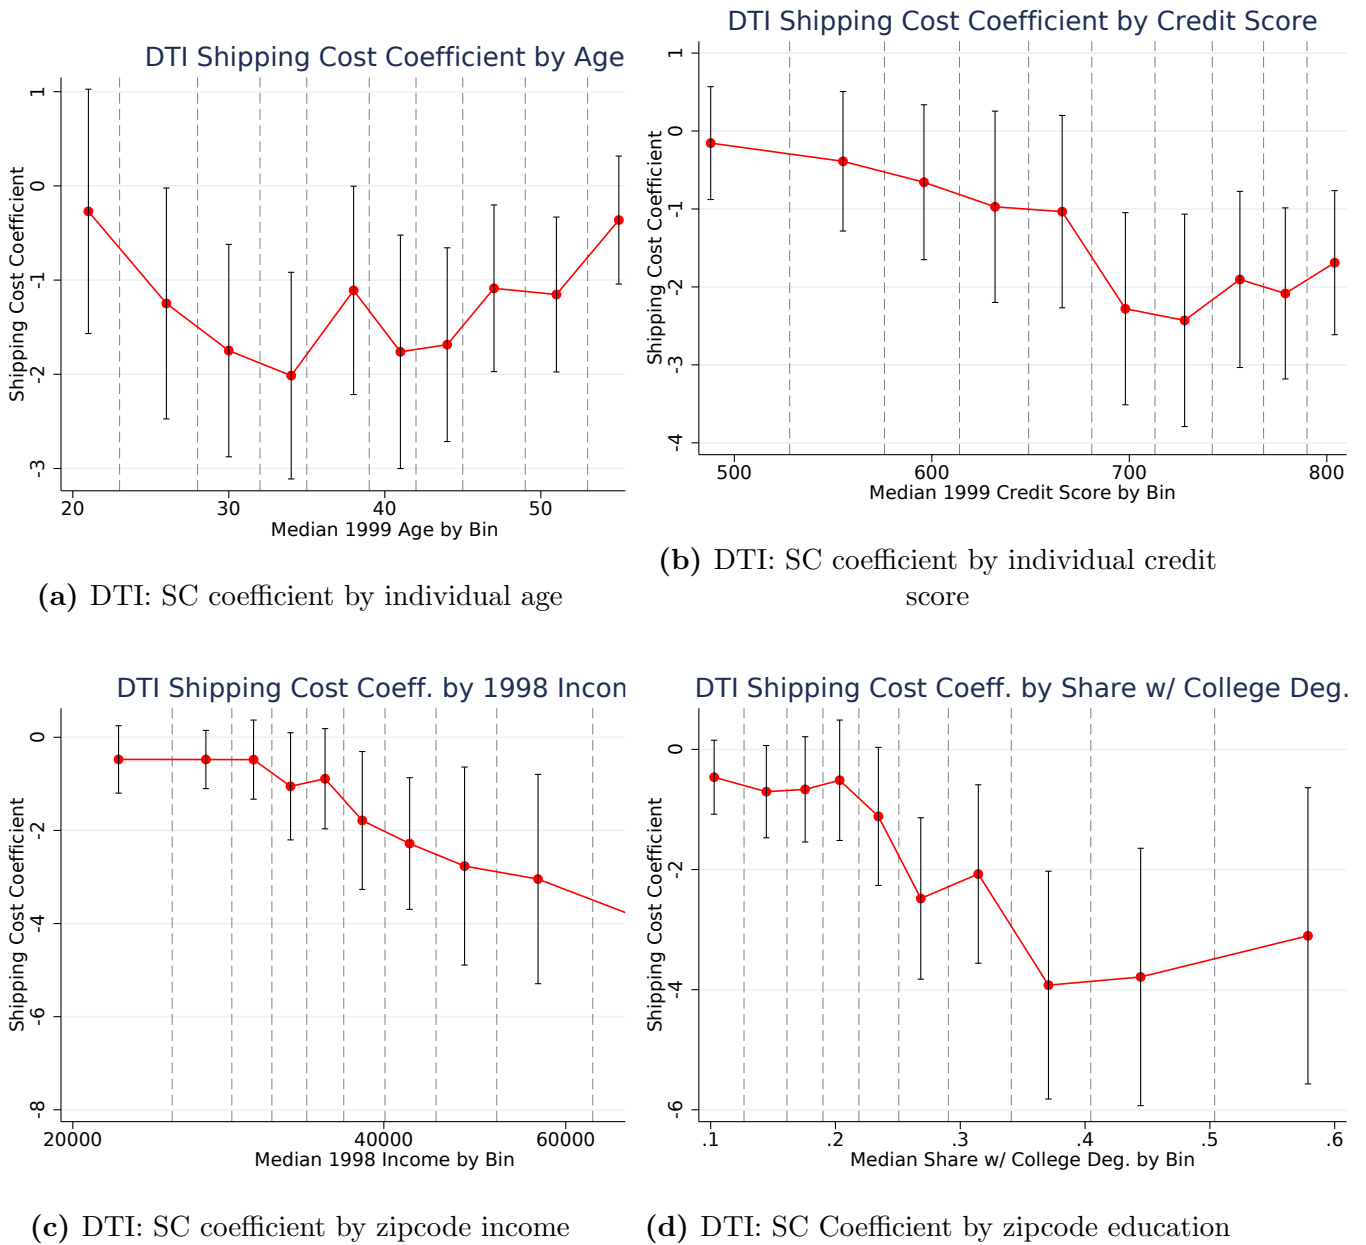 DTI Shipping Cost Coefficient by Age
Shipping Cost Coefficient
1
0
-1
-2
-3
20 30 40 50
Median 1999 Age by Bin
(a) DTI: SC coefficient by individual age
DTI Shipping Cost Coefficient by Credit Score
Shipping Cost Coefficient
1
0
-1
-2
-3
-4
500 600 700 800
Median 1999 Credit Score by Bin
(b) DTI: SC coefficient by individual credit
score
DTI Shipping Cost Coeff. by 1998 Incon
Shipping Cost Coefficient
0
-2
-4
-6
-8
20000 40000 60000
Median 1998 Income by Bin
(c) DTI: SC coefficient by zipcode income
DTI Shipping Cost Coeff. by Share w/ College Deg.
Shipping Cost Coefficient
0
-2
-4
-6
.1 .2 .3 .4 .5 .6
Median Share w/ College Deg. by Bin
(d) DTI: SC Coefficient by zipcode education